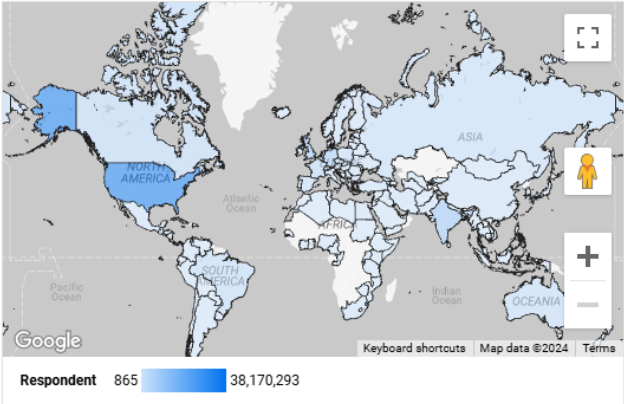 ASIA
NORTH
AMERICA
Atlantic
Ocean
AFRICA
SOUTH
AMERICA
Pacific
Ocean
Indian
Ocean
OCEANIA
Google
Keyboard shortcuts
Map data ©2024
Terms
Respondent 865 38,170,293